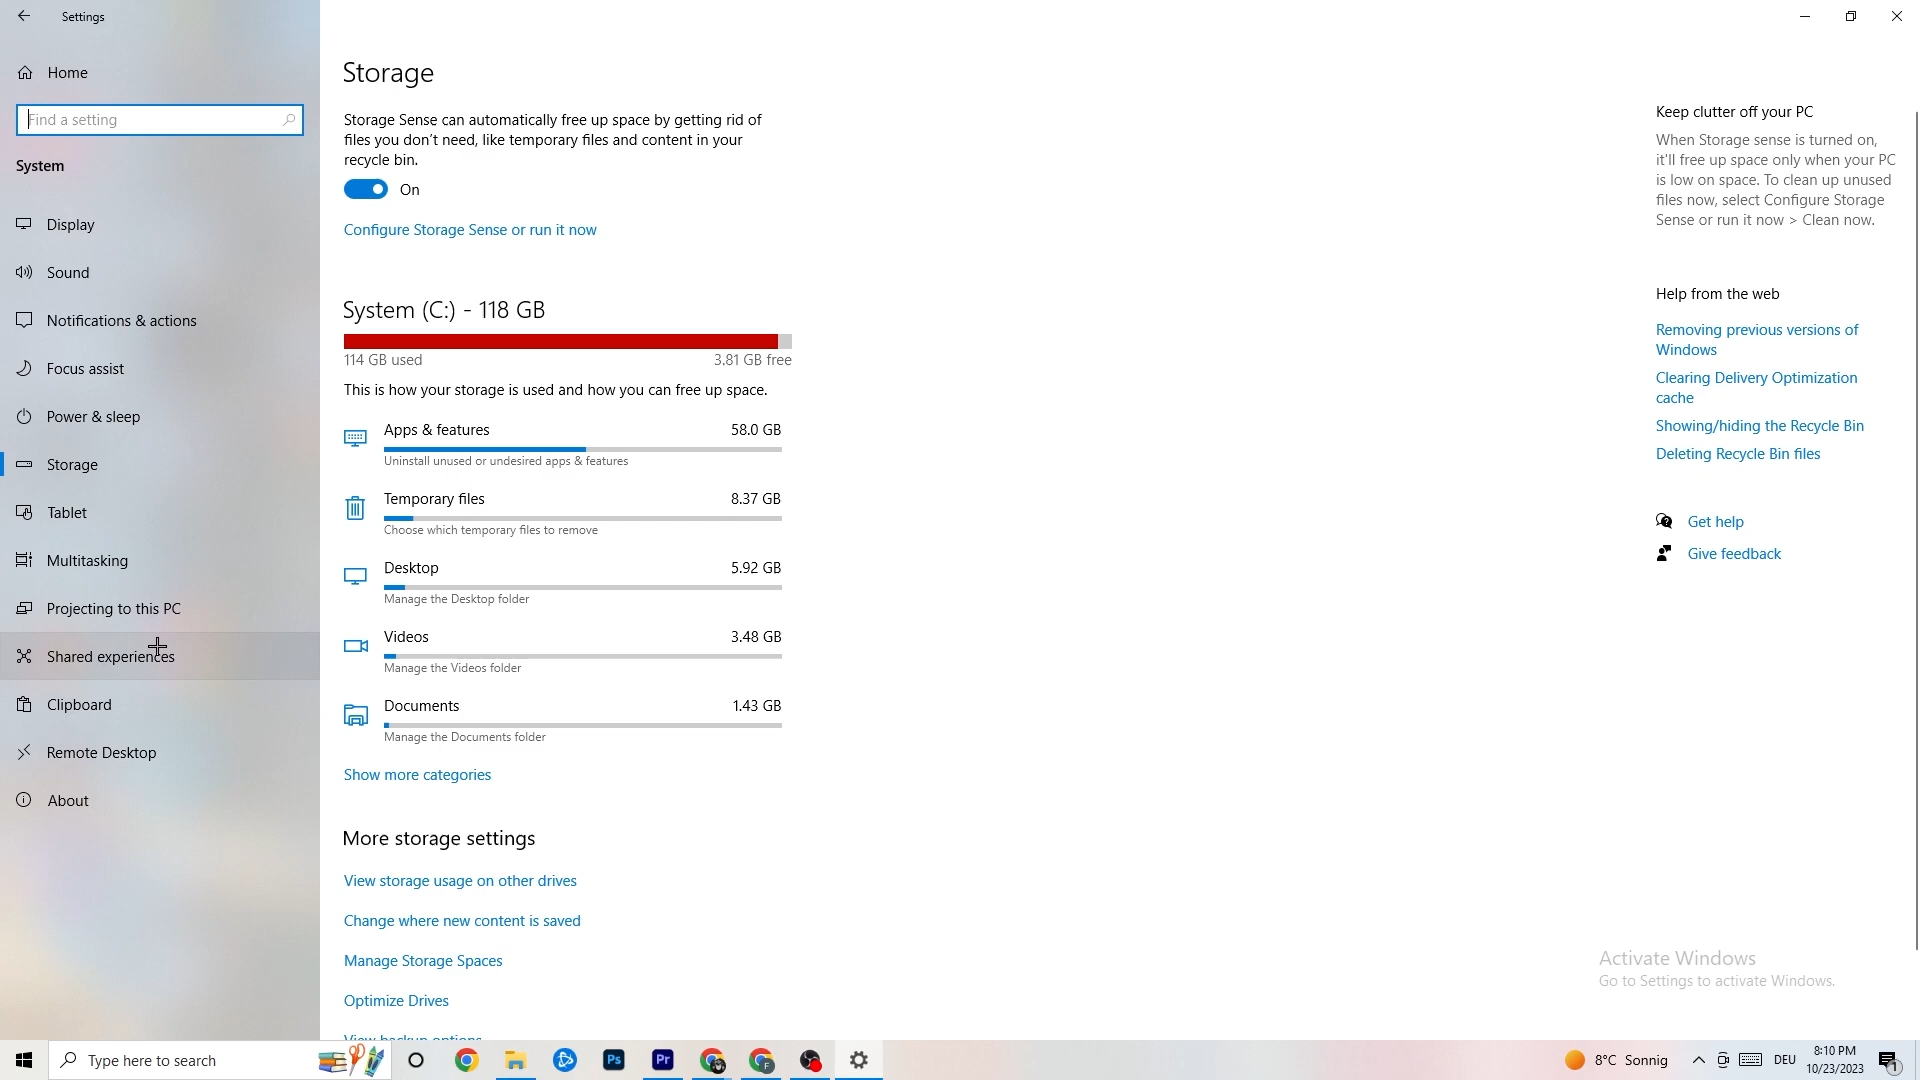 Settings
Home
Find a setting
System
Display
Sound
Notifications & actions
Focus assist
Power & sleep
Storage
Tablet
Multitasking
Projecting to this PC
Shared experiences
Clipboard
Remote Desktop
About
Storage
Storage Sense can automatically free up space by getting rid of
files you don't need, like temporary files and content in your
recycle bin.
On
Configure Storage Sense or run it now
System (C:) - 118 GB
114 GB used 3.81 GB free
This is how your storage is used and how you can free up space.
Apps & features 58.0 GB
Uninstall unused or undesired apps & features
Temporary files 8.37 GB
Choose which temporary files to remove
Desktop 5.92 GB
Manage the Desktop folder
Videos 3.48 GB
Manage the Videos folder
Documents 1.43 GB
Manage the Documents folder
Show more categories
More storage settings
View storage usage on other drives
Change where new content is saved
Manage Storage Spaces
Optimize Drives
View backup options
Keep clutter off your PC
When Storage sense is turned on,
it'll free up space only when your PC
is low on space. To clean up unused
files now, select Configure Storage
Sense or run it now > Clean now.
Help from the web
Removing previous versions of
Windows
Clearing Delivery Optimization
cache
Showing/hiding the Recycle Bin
Deleting Recycle Bin files
Get help
Give feedback
Activate Windows
Go to Settings to activate Windows.
Type here to search
Ps
Pr
F
8°C Sonnig
DEU
8:10 PM
10/23/2023
1